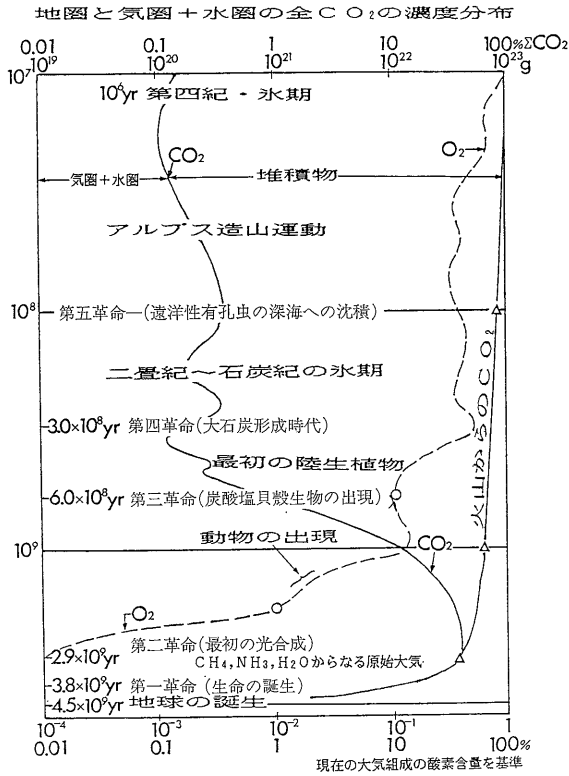 地圏と気圏＋水圏の全ＣＯ₂の濃度分布
0.01 0.1 1 10 100%ΣCO₂
10¹⁹ 10²⁰ 10²¹ 10²² 10²³g
10⁷
10⁶yr 第四紀・氷期
O₂
CO₂
気圏＋水圏 堆積物
アルプス造山運動
10⁸ 第五革命―(遠洋性有孔虫の深海への沈積)
二畳紀～石炭紀の氷期
火山からのCO₂
3.0×10⁸yr 第四革命(大石炭形成時代)
最初の陸生植物
6.0×10⁸yr 第三革命(炭酸塩貝殻生物の出現)
動物の出現
CO₂
10⁹
O₂
第二革命(最初の光合成)
2.9×10⁹yr CH₄,NH₃,H₂Oからなる原始大気
3.8×10⁹yr 第一革命(生命の誕生)
4.5×10⁹yr 地球の誕生
10⁻⁴ 10⁻³ 10⁻² 10⁻¹ 1
0.01 0.1 1 10 100%
現在の大気組成の酸素含量を基準